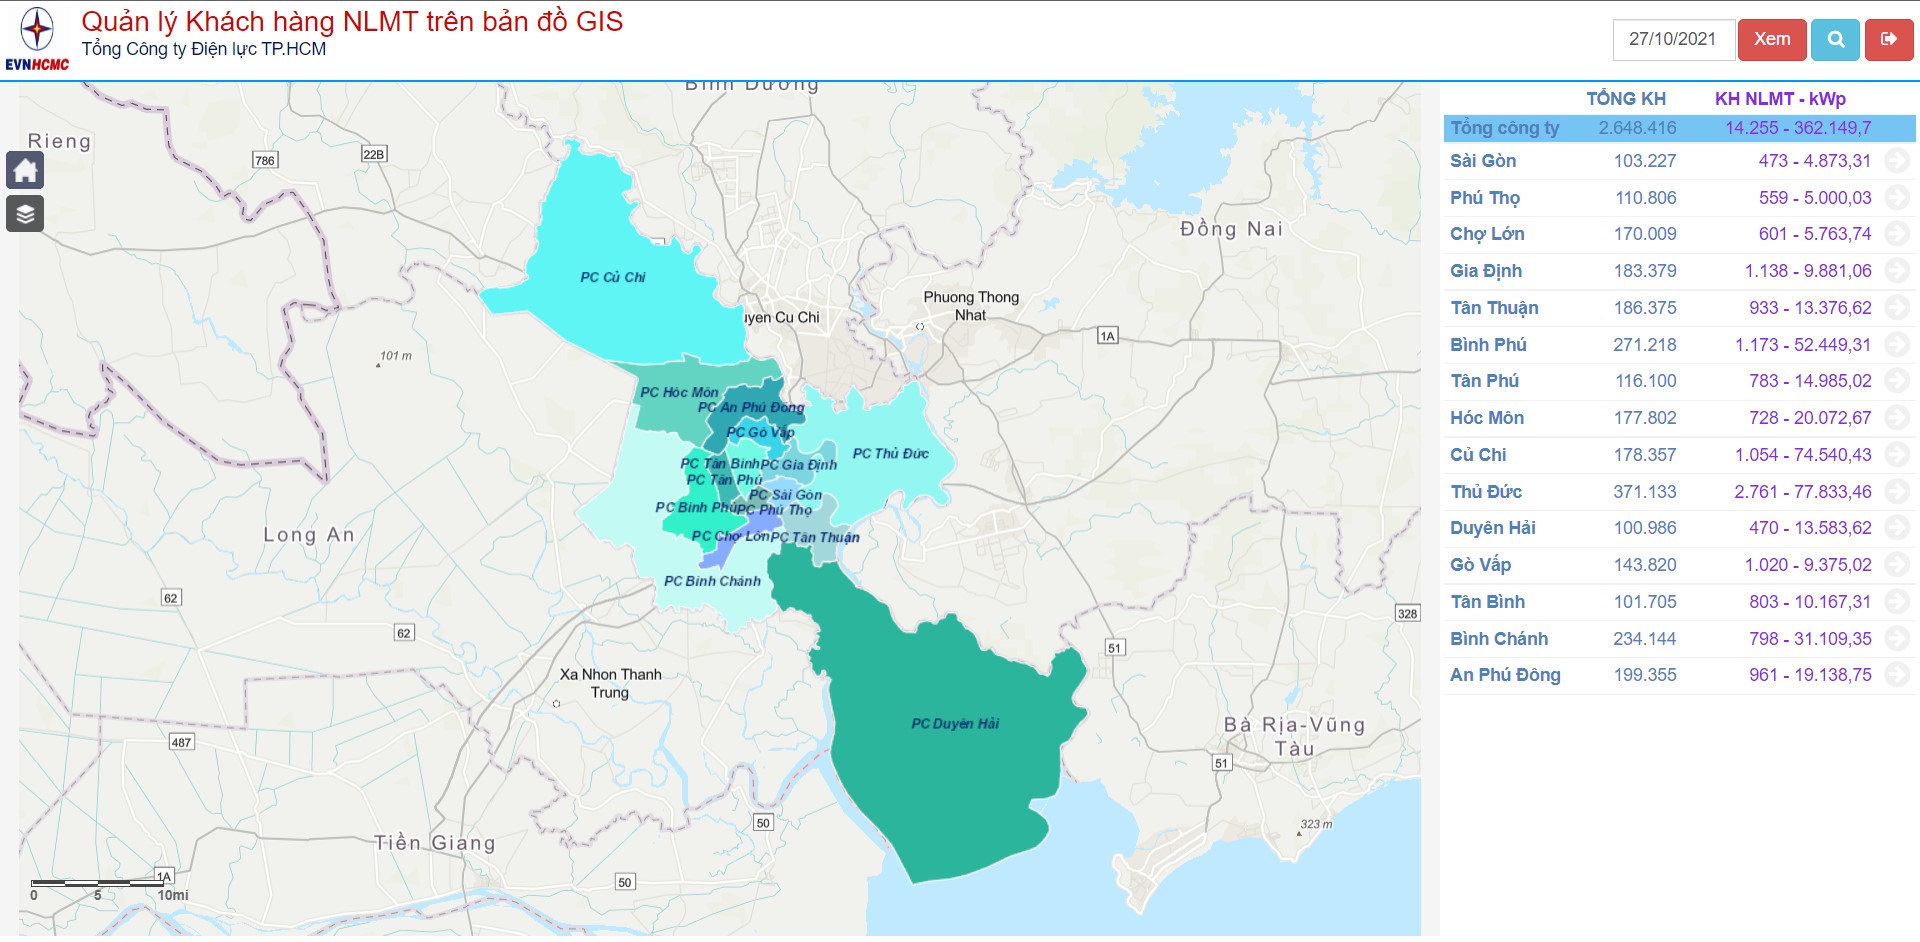 Quản lý Khách hàng NLMT trên bản đồ GIS
Tổng Công ty Điện lực TP.HCM
EVNHCMC
27/10/2021
Xem
Bình Dương
Rieng
786
22B
Đồng Nai
PC Củ Chi
Phuong Thong
Nhat
uyen Cu Chi
1A
101 m
PC Hóc Môn
PC An Phú Đông
PC Gò Vấp
PC Thủ Đức
PC Tân Bình
PC Gia Định
PC Tân Phú
PC Sài Gòn
PC Bình Phú
PC Phú Thọ
PC Chợ Lớn
PC Tân Thuận
Long An
PC Bình Chánh
62
62
328
51
Xa Nhon Thanh
Trung
PC Duyên Hải
Bà Rịa-Vũng
Tàu
487
51
50
323 m
Tiền Giang
1A
50
0 5 10mi
TỔNG KH KH NLMT - kWp
Tổng công ty 2.648.416 14.255 - 362.149,7
Sài Gòn 103.227 473 - 4.873,31
Phú Thọ 110.806 559 - 5.000,03
Chợ Lớn 170.009 601 - 5.763,74
Gia Định 183.379 1.138 - 9.881,06
Tân Thuận 186.375 933 - 13.376,62
Bình Phú 271.218 1.173 - 52.449,31
Tân Phú 116.100 783 - 14.985,02
Hóc Môn 177.802 728 - 20.072,67
Củ Chi 178.357 1.054 - 74.540,43
Thủ Đức 371.133 2.761 - 77.833,46
Duyên Hải 100.986 470 - 13.583,62
Gò Vấp 143.820 1.020 - 9.375,02
Tân Bình 101.705 803 - 10.167,31
Bình Chánh 234.144 798 - 31.109,35
An Phú Đông 199.355 961 - 19.138,75